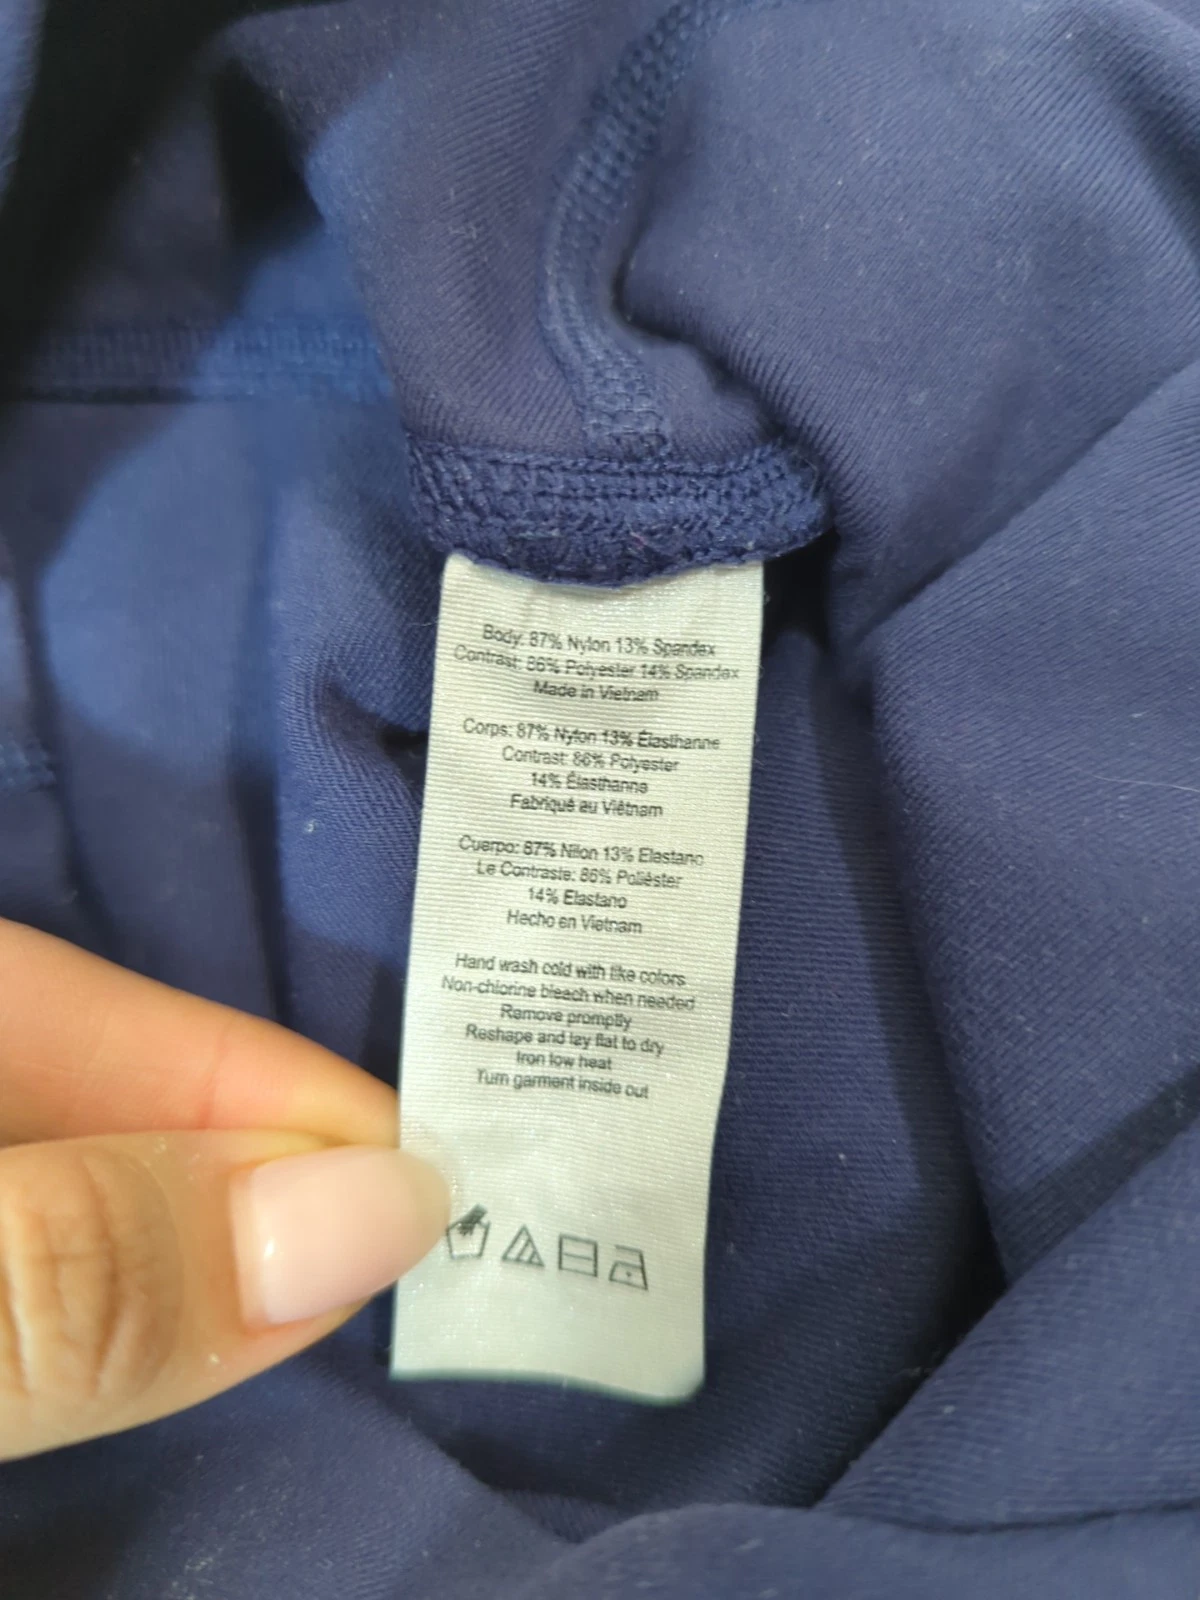 Body: 87% Nylon 13% Spandex
Contrast: 86% Polyester 14% Spandex
Made in Vietnam
Corps: 87% Nylon 13% Élasthanne
Contrast: 86% Polyester
14% Élasthanne
Fabriqué au Viêtnam
Cuerpo: 87% Nilon 13% Elastano
Le Contraste: 86% Poliéster
14% Elastano
Hecho en Vietnam
Hand wash cold with like colors
Non-chlorine bleach when needed
Remove promptly
Reshape and lay flat to dry
Iron low heat
Turn garment inside out